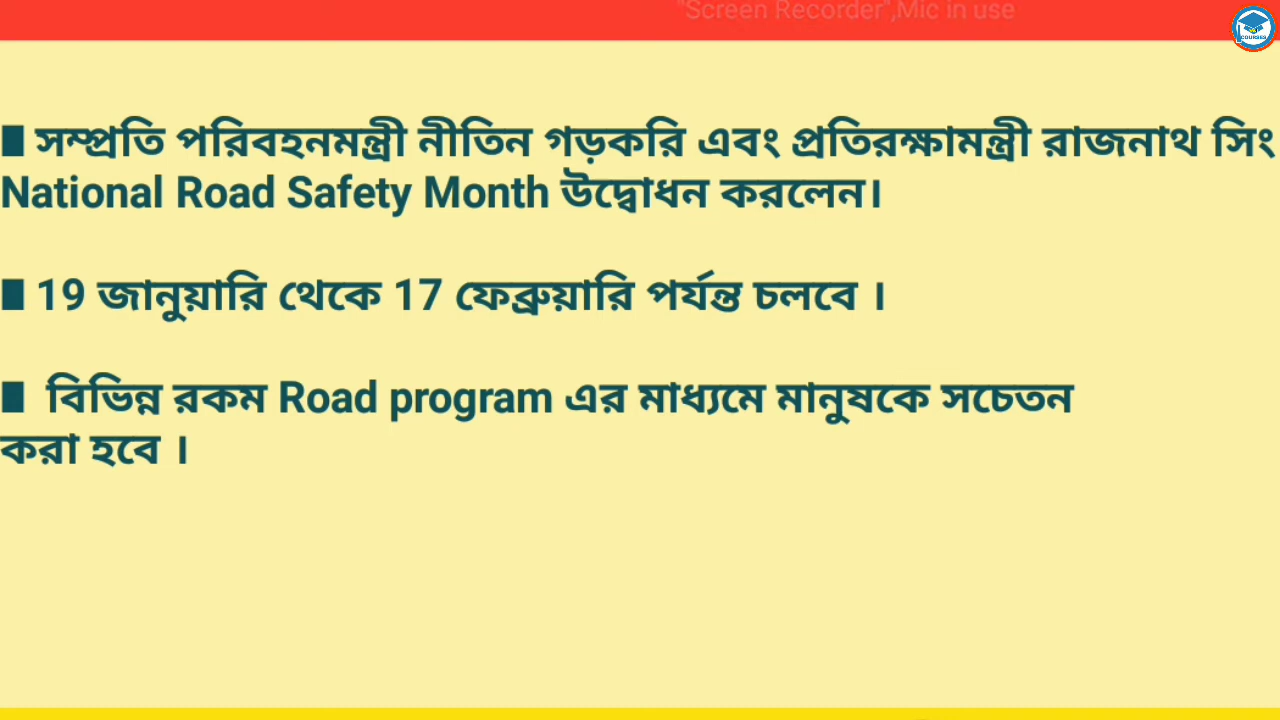 "Screen Recorder",Mic in use
COURSES
■ সম্প্রতি পরিবহনমন্ত্রী নীতিন গড়করি এবং প্রতিরক্ষামন্ত্রী রাজনাথ সিং
National Road Safety Month উদ্বোধন করলেন।
■ 19 জানুয়ারি থেকে 17 ফেব্রুয়ারি পর্যন্ত চলবে ।
■ বিভিন্ন রকম Road program এর মাধ্যমে মানুষকে সচেতন
করা হবে ।